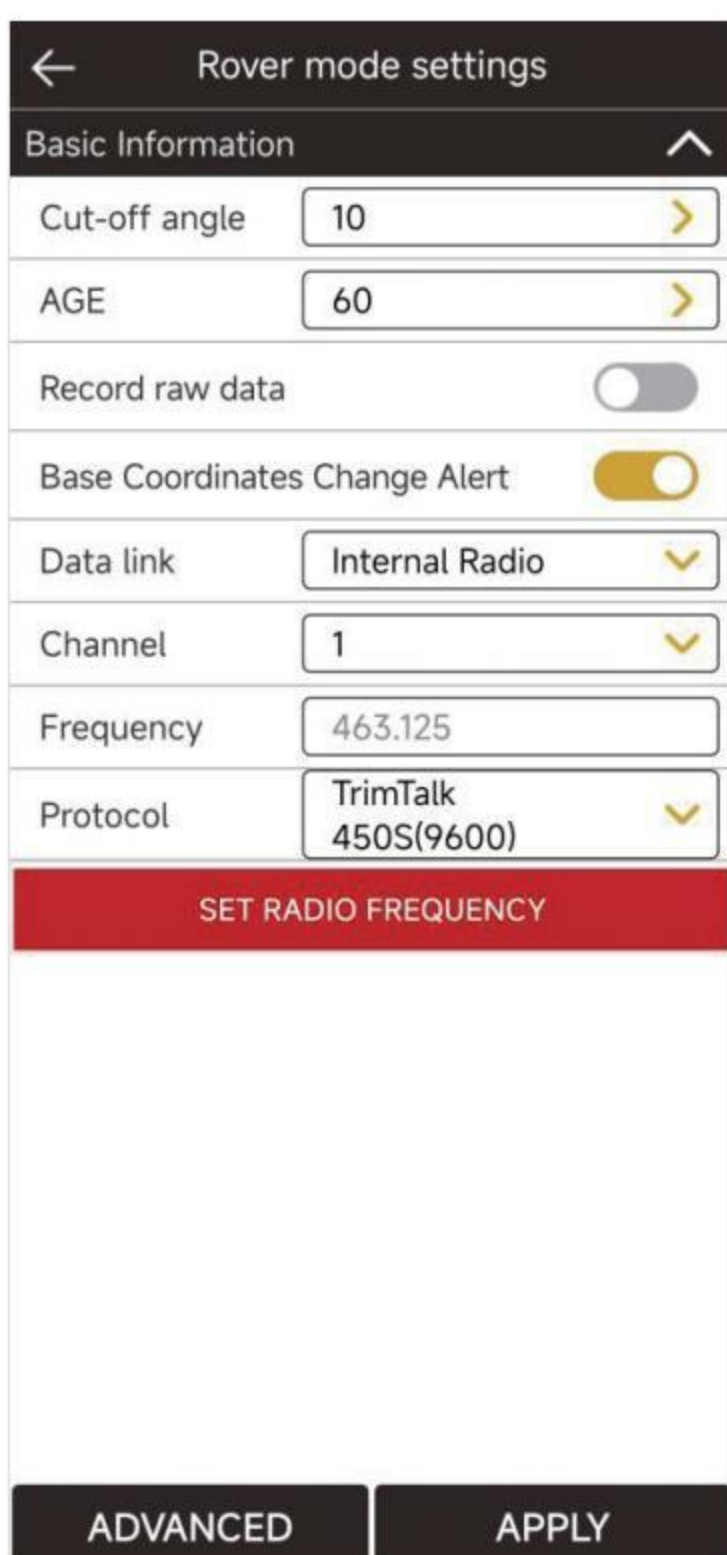 Rover mode settings
Basic Information
Cut-off angle 10
AGE 60
Record raw data
Base Coordinates Change Alert
Data link Internal Radio
Channel 1
Frequency 463.125
Protocol TrimTalk
450S(9600)
SET RADIO FREQUENCY
ADVANCED APPLY